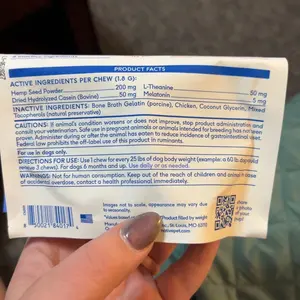 PRODUCT FACTS
ACTIVE INGREDIENTS PER CHEW (1.8 G):
Hemp Seed Powder 200 mg L-Theanine 50 mg
Dried Hydrolyzed Casein (Bovine) 50 mg Melatonin .5 mg
INACTIVE INGREDIENTS: Bone Broth Gelatin (porcine), Chicken, Coconut Glycerin, Mixed
Tocopherols (natural preservative)
CAUTIONS: If animal's condition worsens or does not improve, stop product administration and
consult your veterinarian. Safe use in pregnant animals or animals intended for breeding has not been
proven. Administer during or after the animal has eaten to reduce incidence of gastrointestinal upset.
Federal law prohibits the off-label use of this product in ruminants.
For use in dogs only.
DIRECTIONS FOR USE: Use 1 chew for every 25 lbs of dog body weight (example: a 60 lb dog would
receive 3 chews). For dogs 6 months and up. Use daily or as needed.
WARNINGS: Not for human consumption. Keep out of the reach of children and animals. In case
of accidental overdose, contact a health professional immediately.
Images not to scale, appearance may vary due
to seasonality.
*Value based on Product filled by weight
St. Louis, MO